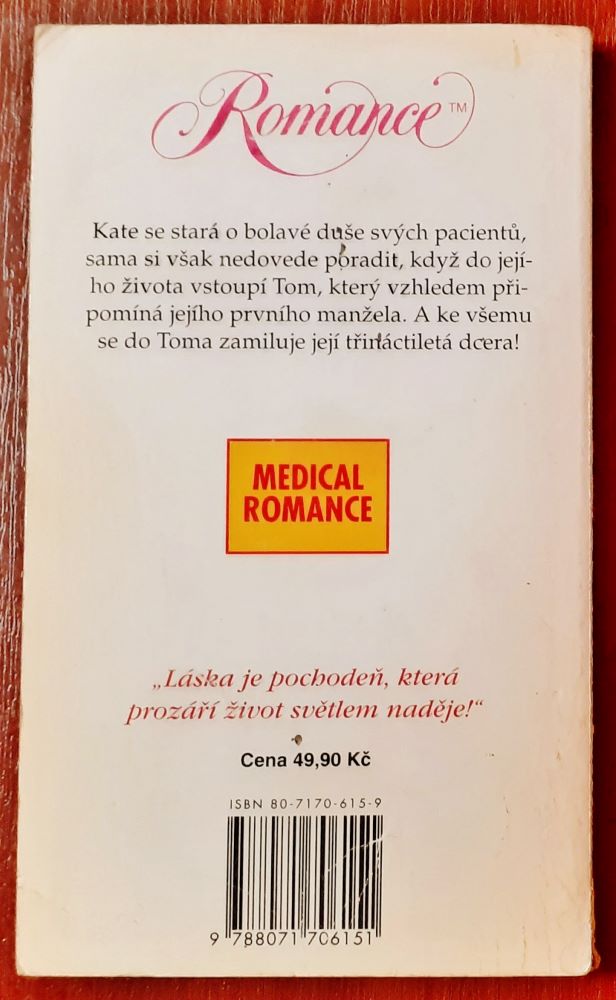 Romance™
Kate se stará o bolavé duše svých pacientů,
sama si však nedovede poradit, když do její-
ho života vstoupí Tom, který vzhledem při-
pomíná jejího prvního manžela. A ke všemu
se do Toma zamiluje její třináctiletá dcera!
MEDICAL
ROMANCE
„Láska je pochodeň, která
prozáří život světlem naděje!“
Cena 49,90 Kč
ISBN 80-7170-615-9
9 788071 706151